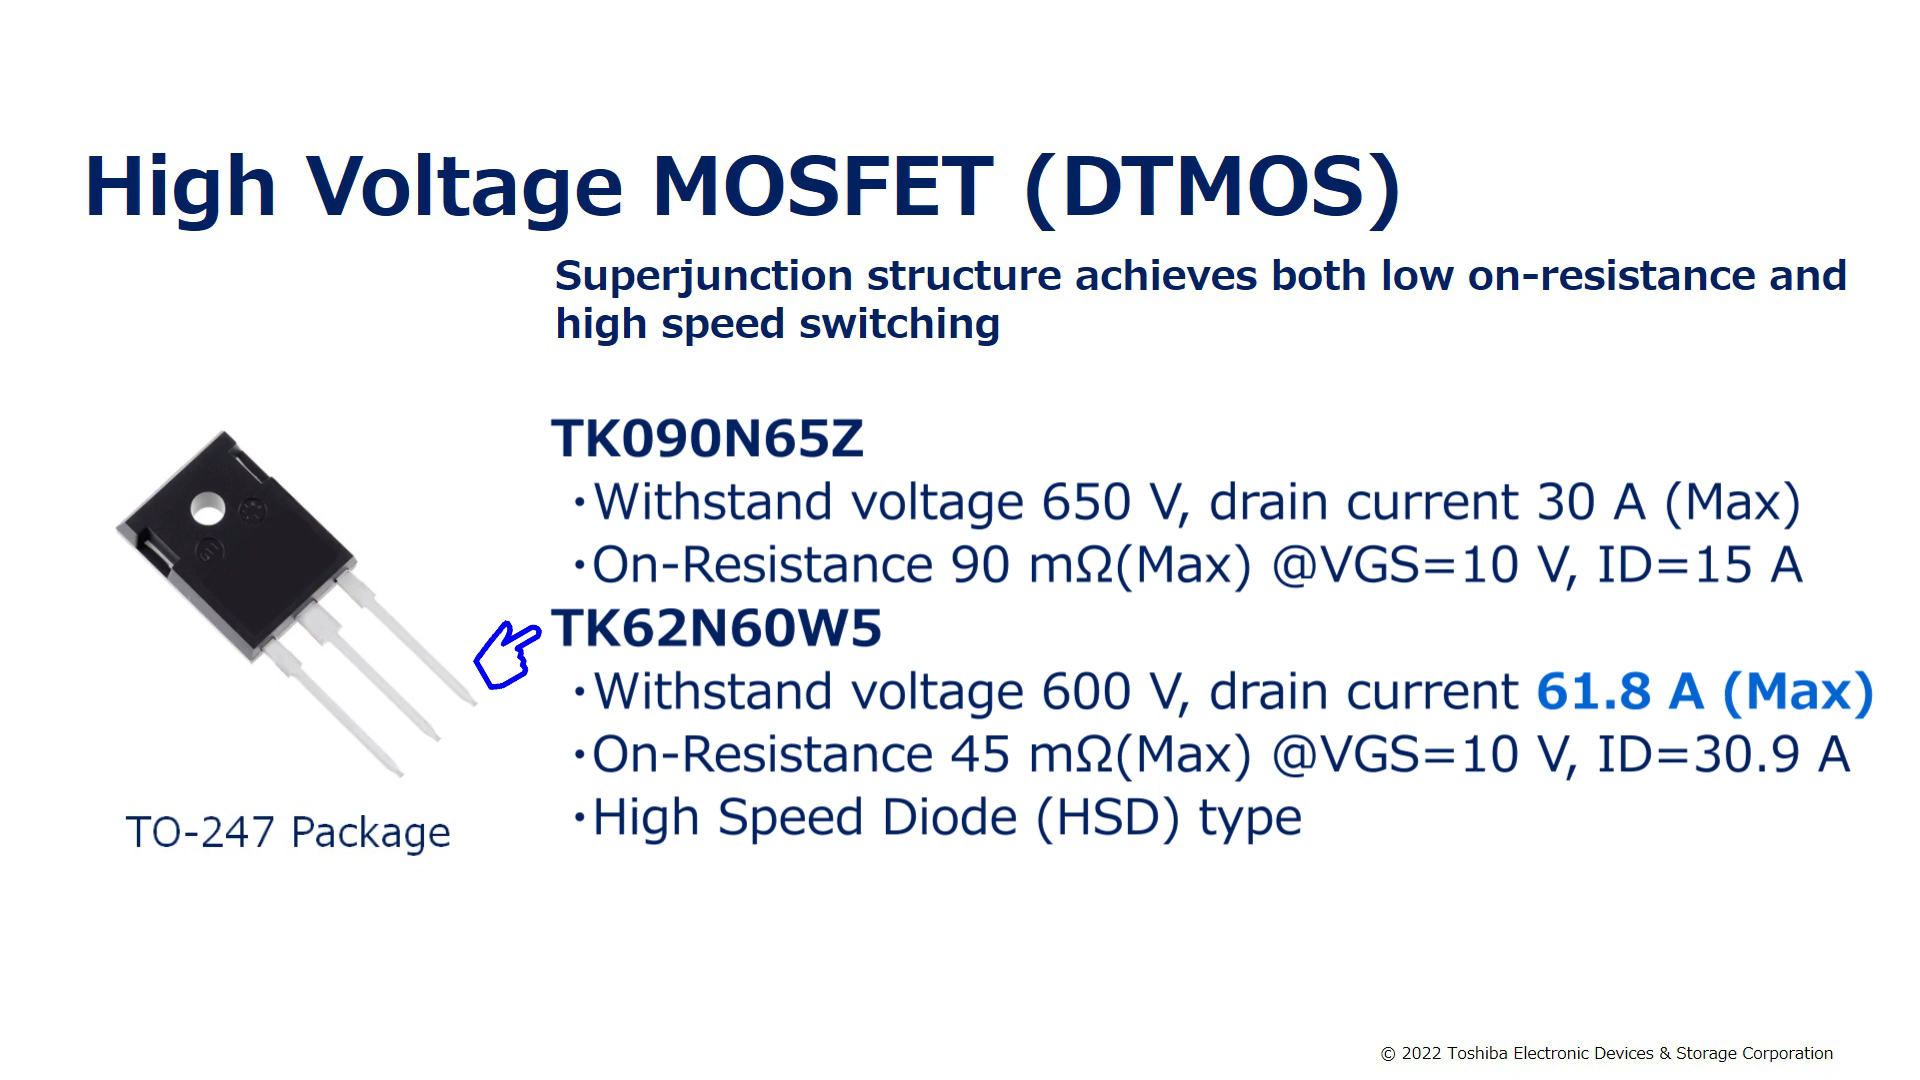 High Voltage MOSFET (DTMOS)
Superjunction structure achieves both low on-resistance and
high speed switching
TK090N65Z
・Withstand voltage 650 V, drain current 30 A (Max)
・On-Resistance 90 mΩ(Max) @VGS=10 V, ID=15 A
TK62N60W5
・Withstand voltage 600 V, drain current 61.8 A (Max)
・On-Resistance 45 mΩ(Max) @VGS=10 V, ID=30.9 A
・High Speed Diode (HSD) type
TO-247 Package
© 2022 Toshiba Electronic Devices & Storage Corporation